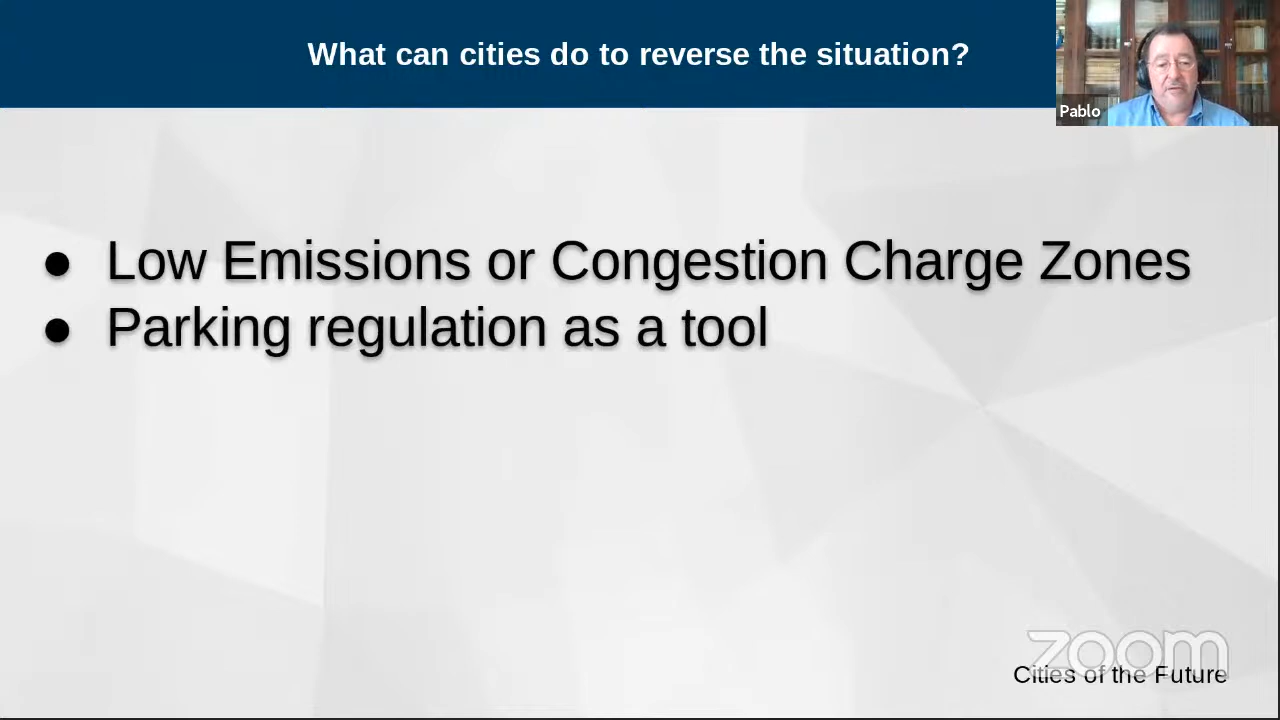 What can cities do to reverse the situation?
Pablo
● Low Emissions or Congestion Charge Zones
● Parking regulation as a tool
zoom
Cities of the Future